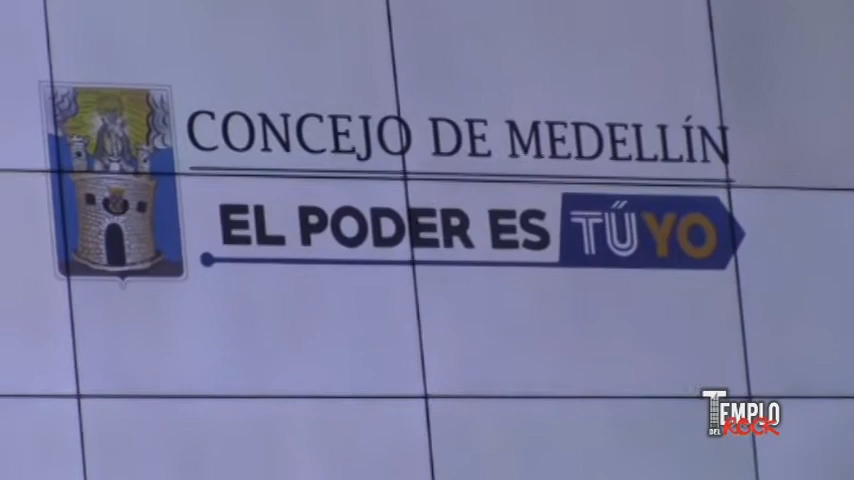 CONCEJO DE MEDELLÍN
EL PODER ES TÚYO
TEMPLO
DEL ROCK